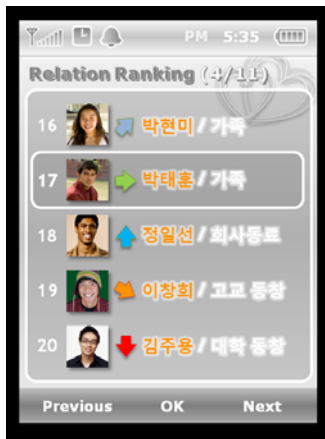 PM 5:35
Relation Ranking (4/11)
16 박현미 / 가족
17 박태훈 / 가족
18 정일선 / 회사동료
19 이창희 / 고교 동창
20 김주용 / 대학 동창
Previous OK Next